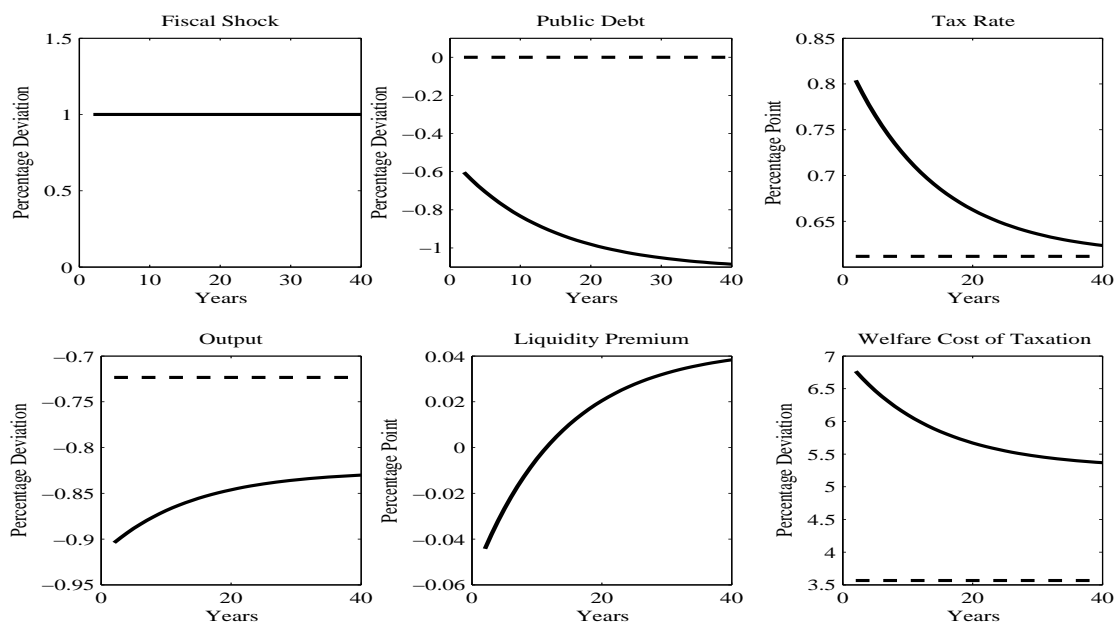 Fiscal Shock
Percentage Deviation
1.5
1
0.5
0
0 10 20 30 40
Years
Public Debt
Percentage Deviation
0
−0.2
−0.4
−0.6
−0.8
−1
0 10 20 30 40
Years
Tax Rate
Percentage Point
0.85
0.8
0.75
0.7
0.65
0 20 40
Years
Output
Percentage Deviation
−0.7
−0.75
−0.8
−0.85
−0.9
−0.95
0 20 40
Years
Liquidity Premium
Percentage Point
0.04
0.02
0
−0.02
−0.04
−0.06
0 20 40
Years
Welfare Cost of Taxation
Percentage Deviation
7
6.5
6
5.5
5
4.5
4
3.5
0 20 40
Years